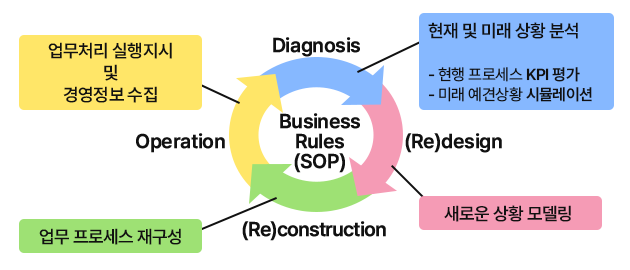 Diagnosis
현재 및 미래 상황 분석
- 현행 프로세스 KPI 평가
- 미래 예견상황 시뮬레이션
업무처리 실행지시
및
경영정보 수집
Operation
Business
Rules
(SOP)
(Re)design
새로운 상황 모델링
업무 프로세스 재구성
(Re)construction